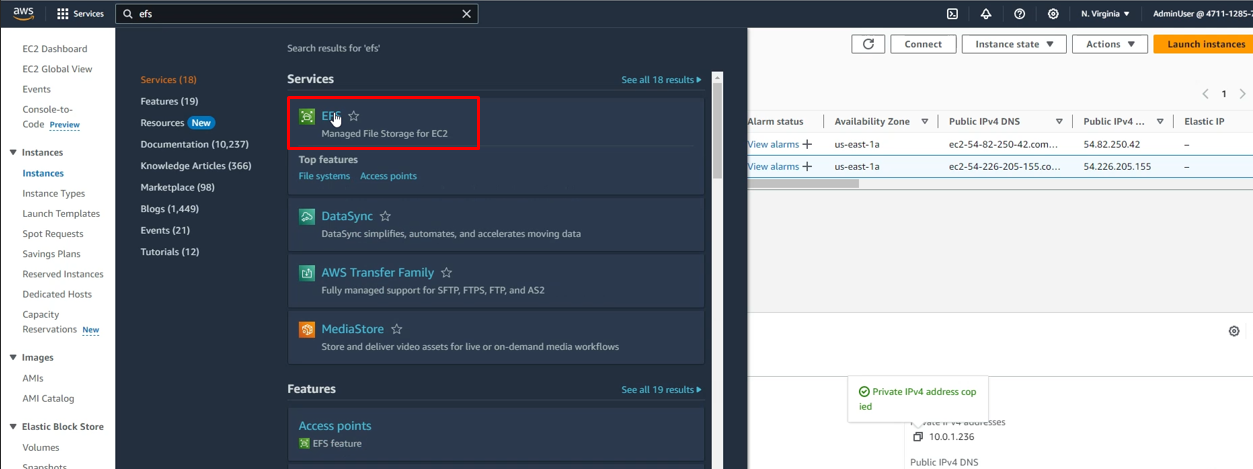 aws
Services
efs
N. Virginia
AdminUser @ 4711-1285-7
EC2 Dashboard
EC2 Global View
Events
Console-to-
Code Preview
Instances
Instances
Instance Types
Launch Templates
Spot Requests
Savings Plans
Reserved Instances
Dedicated Hosts
Capacity
Reservations New
Images
AMIs
AMI Catalog
Elastic Block Store
Volumes
Snapshots
Services (18)
Features (19)
Resources New
Documentation (10,237)
Knowledge Articles (366)
Marketplace (98)
Blogs (1,449)
Events (21)
Tutorials (12)
Search results for 'efs'
Services
See all 18 results
EFS
Managed File Storage for EC2
Top features
File systems Access points
DataSync
DataSync simplifies, automates, and accelerates moving data
AWS Transfer Family
Fully managed support for SFTP, FTPS, FTP, and AS2
MediaStore
Store and deliver video assets for live or on-demand media workflows
Features
See all 19 results
Access points
EFS feature
Connect Instance state Actions Launch instances
1
Alarm status Availability Zone Public IPv4 DNS Public IPv4 ... Elastic IP
View alarms + us-east-1a ec2-54-82-250-42.com... 54.82.250.42 –
View alarms + us-east-1a ec2-54-226-205-155.co... 54.226.205.155 –
Private IPv4 address cop
ied
Private IPv4 addresses
10.0.1.236
Public IPv4 DNS